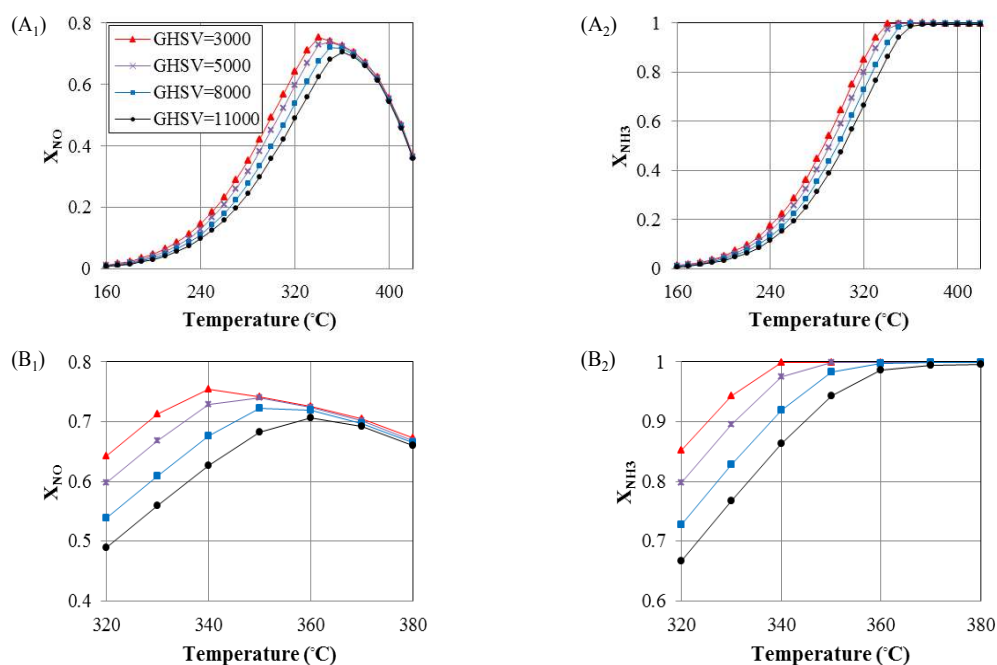 (A1)
XNO
0.8
0.6
0.4
0.2
0
GHSV=3000
GHSV=5000
GHSV=8000
GHSV=11000
160 240 320 400
Temperature (°C)
(A2)
XNH3
1
0.8
0.6
0.4
0.2
0
160 240 320 400
Temperature (°C)
(B1)
XNO
0.8
0.7
0.6
0.5
0.4
320 340 360 380
Temperature (°C)
(B2)
XNH3
1
0.9
0.8
0.7
0.6
320 340 360 380
Temperature (°C)